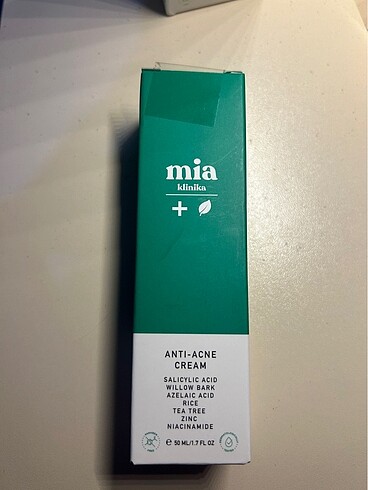 mia
klinika
ANTI-ACNE
CREAM
SALICYLIC ACID
WILLOW BARK
AZELAIC ACID
RICE
TEA TREE
ZINC
NIACINAMIDE
℮ 50 ML/1.7 FL OZ